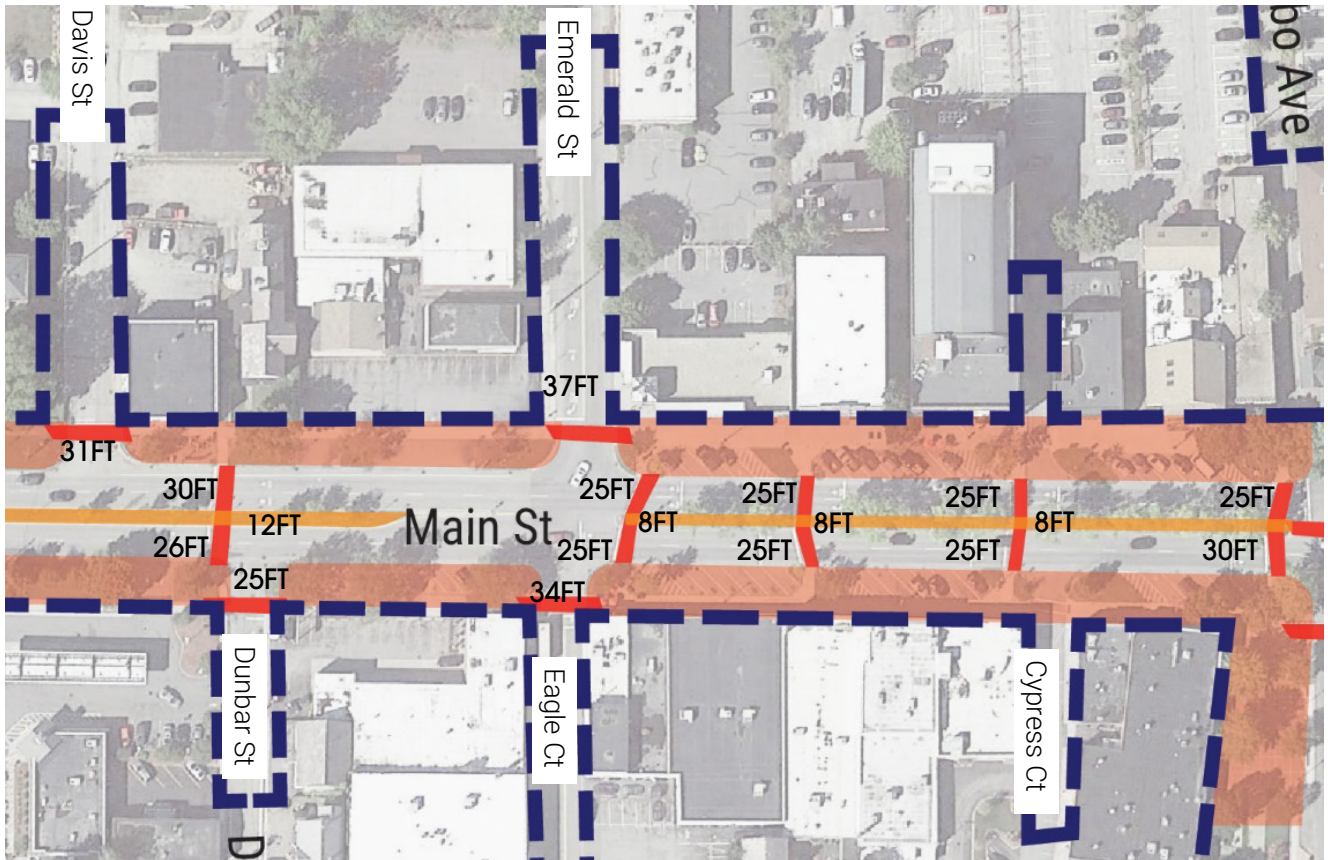 Davis St
Emerald St
bo Ave
37FT
31FT
30FT
25FT
25FT
25FT
25FT
12FT
Main St
8FT
8FT
8FT
26FT
25FT
25FT
25FT
30FT
25FT
34FT
Dunbar St
Eagle Ct
Cypress Ct
D